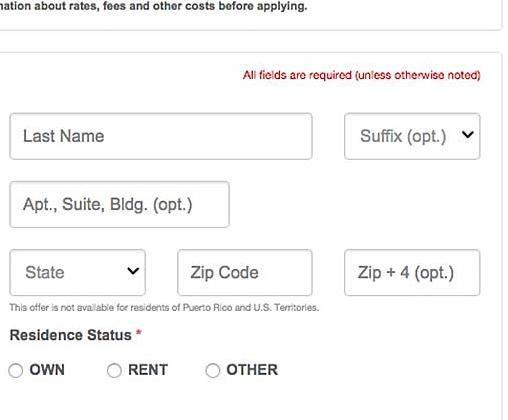 mation about rates, fees and other costs before applying.
All fields are required (unless otherwise noted)
Last Name
Suffix (opt.)
Apt., Suite, Bldg. (opt.)
State
Zip Code
Zip + 4 (opt.)
This offer is not available for residents of Puerto Rico and U.S. Territories.
Residence Status *
OWN RENT OTHER